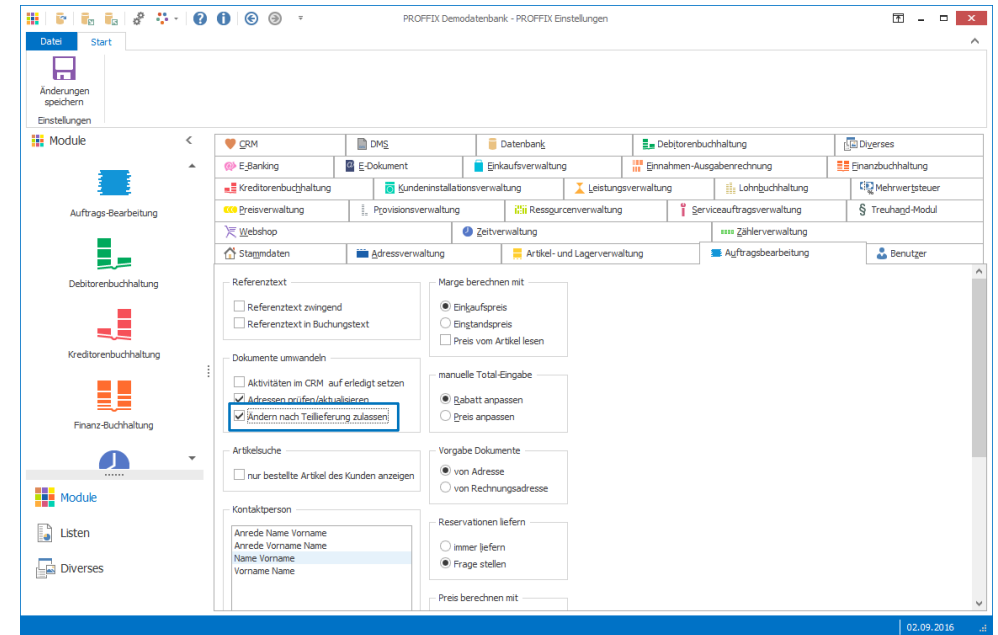 PROFFIX Demodatenbank - PROFFIX Einstellungen
Datei
Start
Änderungen
speichern
Einstellungen
Module
Auftrags-Bearbeitung
Debitorenbuchhaltung
Kreditorenbuchhaltung
Finanz-Buchhaltung
Module
Listen
Diverses
CRM
DMS
Datenbank
Debitorenbuchhaltung
Diverses
E-Banking
E-Dokument
Einkaufsverwaltung
Einnahmen-Ausgabenrechnung
Finanzbuchhaltung
Kreditorenbuchhaltung
Kundeninstallationsverwaltung
Leistungsverwaltung
Lohnbuchhaltung
Mehrwertsteuer
Preisverwaltung
Provisionsverwaltung
Ressourcenverwaltung
Serviceauftragsverwaltung
§ Treuhand-Modul
Webshop
Zeitverwaltung
Zählerverwaltung
Stammdaten
Adressverwaltung
Artikel- und Lagerverwaltung
Auftragsbearbeitung
Benutzer
Referenztext
Referenztext zwingend
Referenztext in Buchungstext
Dokumente umwandeln
Aktivitäten im CRM auf erledigt setzen
Adressen prüfen/aktualisieren
Ändern nach Teillieferung zulassen
Artikelsuche
nur bestellte Artikel des Kunden anzeigen
Kontaktperson
Anrede Name Vorname
Anrede Vorname Name
Name Vorname
Vorname Name
Marge berechnen mit
Einkaufspreis
Einstandspreis
Preis vom Artikel lesen
manuelle Total-Eingabe
Rabatt anpassen
Preis anpassen
Vorgabe Dokumente
von Adresse
von Rechnungsadresse
Reservationen liefern
immer liefern
Frage stellen
Preis berechnen mit
02.09.2016